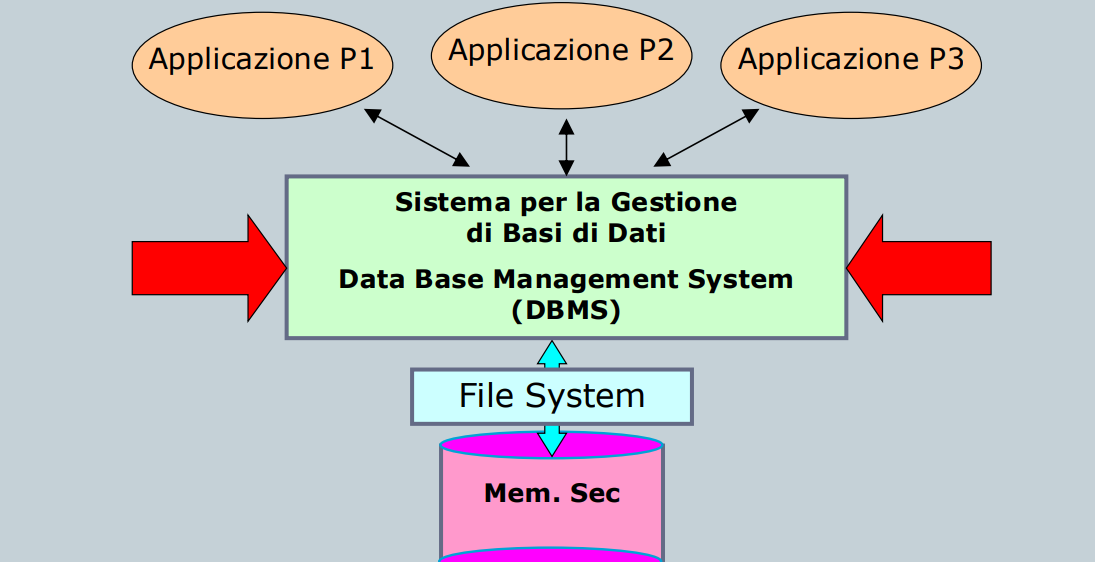 Applicazione P1
Applicazione P2
Applicazione P3
Sistema per la Gestione
di Basi di Dati
Data Base Management System
(DBMS)
File System
Mem. Sec